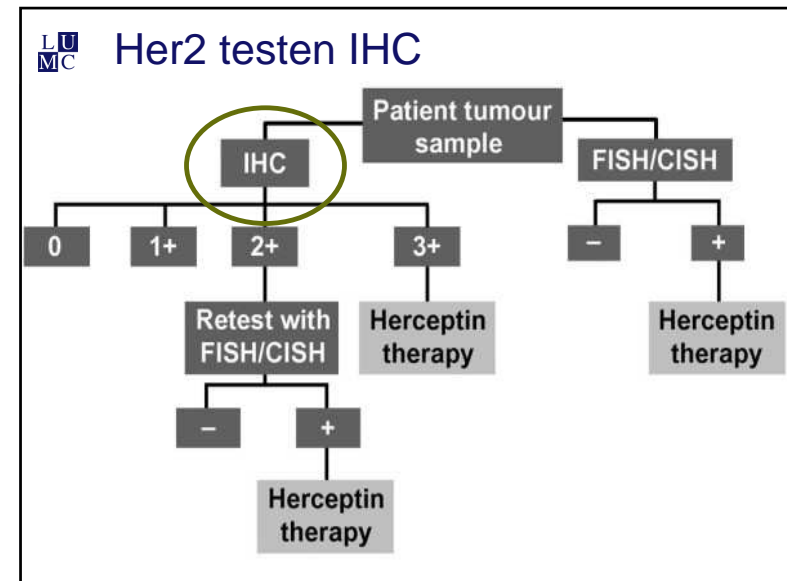 LU
MC
Her2 testen IHC
Patient tumour
sample
IHC
FISH/CISH
0
1+
2+
3+
–
+
Retest with
FISH/CISH
Herceptin
therapy
Herceptin
therapy
–
+
Herceptin
therapy